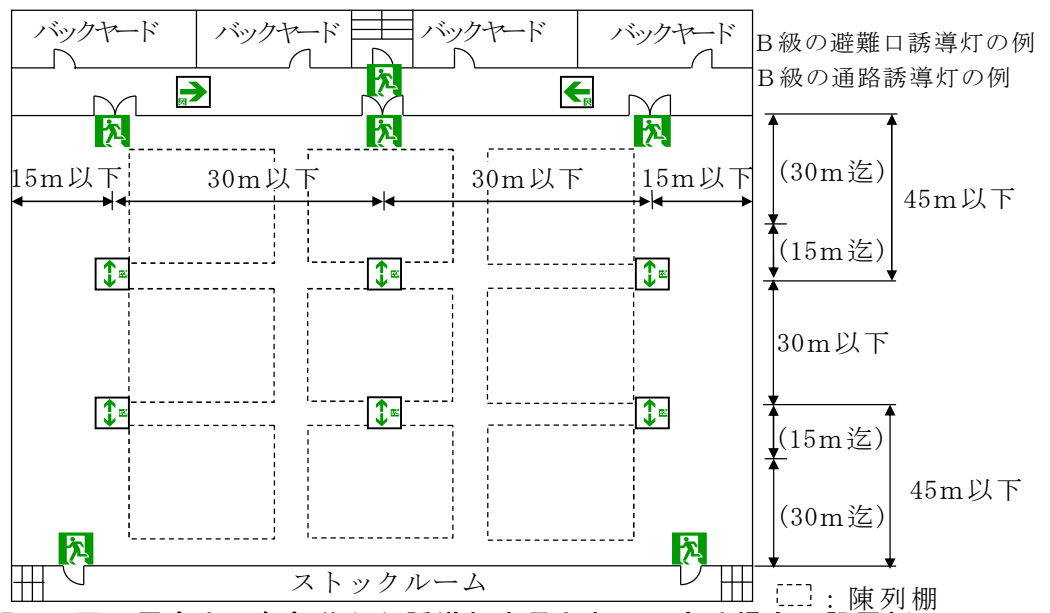 バックヤード バックヤード バックヤード バックヤード
B級の避難口誘導灯の例
B級の通路誘導灯の例
15m以下 30m以下 30m以下 15m以下
(30m迄)
45m以下
(15m迄)
30m以下
(15m迄)
45m以下
(30m迄)
ストックルーム
:陳列棚